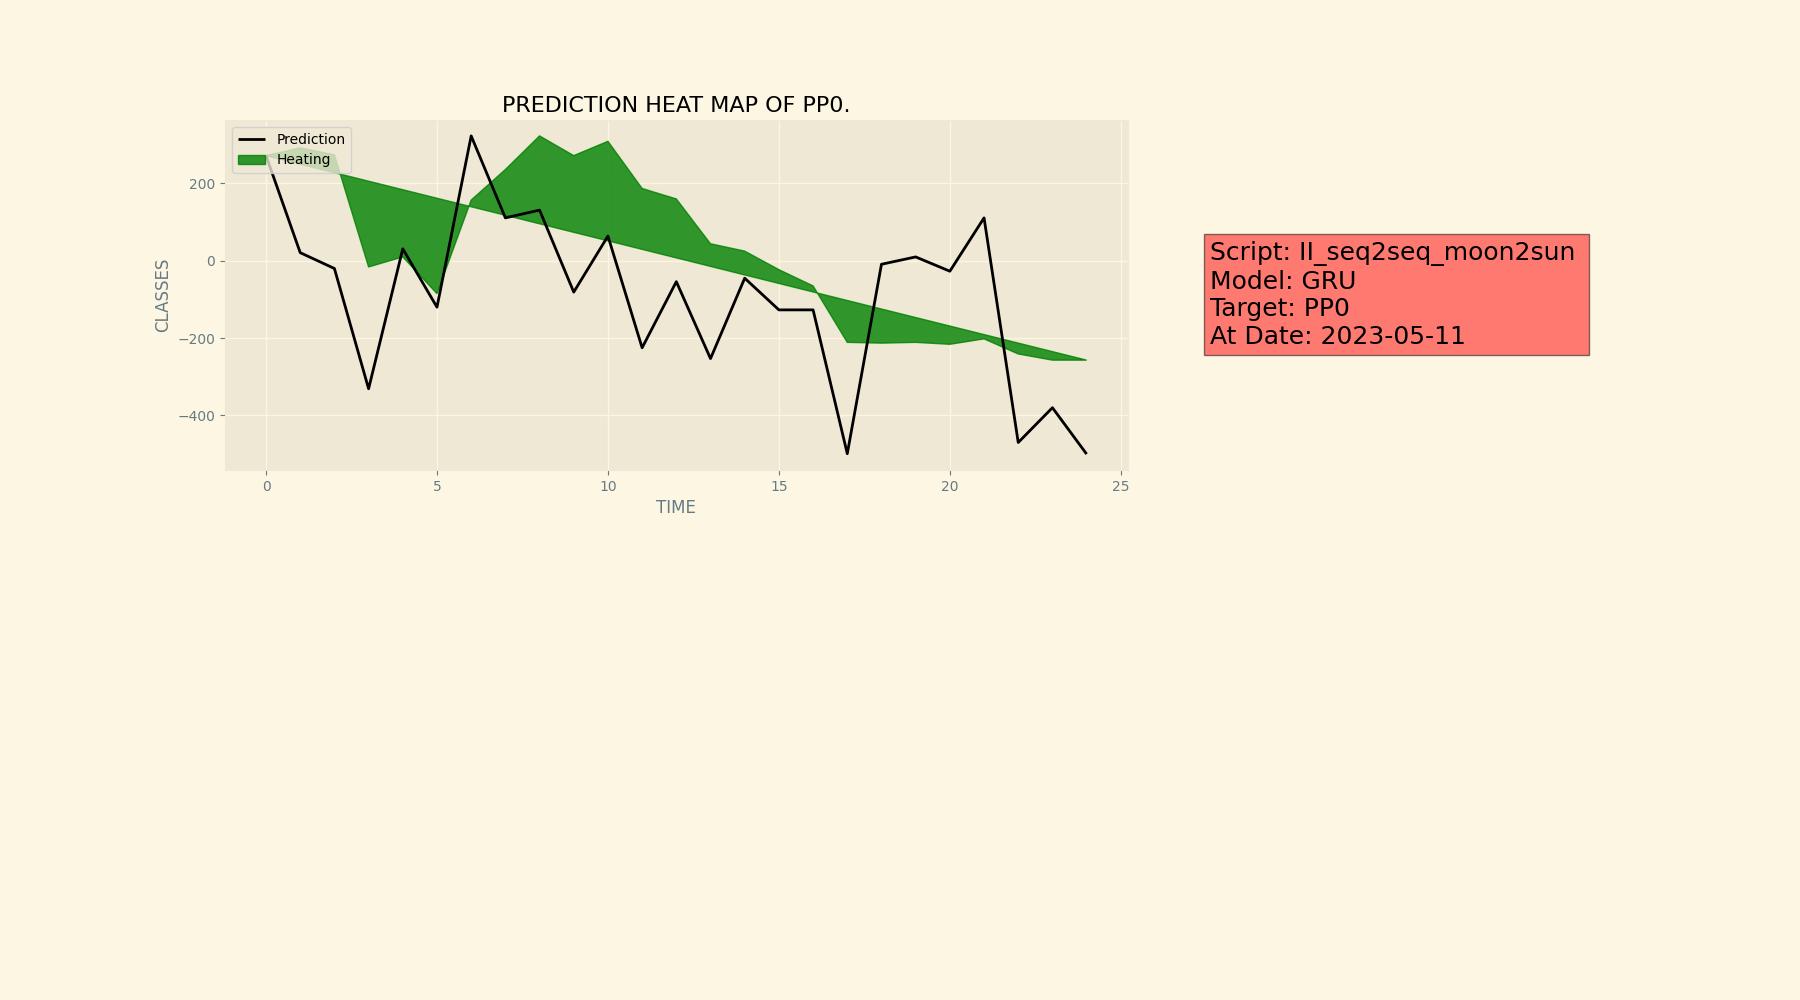 PREDICTION HEAT MAP OF PP0.
Prediction
Heating
200
0
−200
−400
CLASSES
0 5 10 15 20 25
TIME
Script: II_seq2seq_moon2sun
Model: GRU
Target: PP0
At Date: 2023-05-11